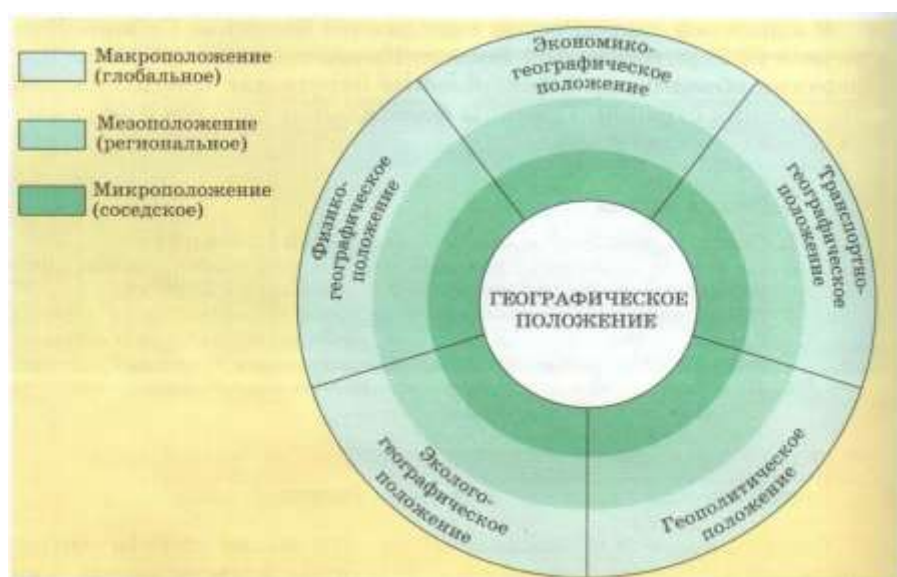 Макроположение
(глобальное)
Мезоположение
(региональное)
Микроположение
(соседское)
Экономико-
географическое
положение
Транспортно-
географическое
положение
Геополитическое
положение
Эколого-
географическое
положение
Физико-
географическое
положение
ГЕОГРАФИЧЕСКОЕ
ПОЛОЖЕНИЕ